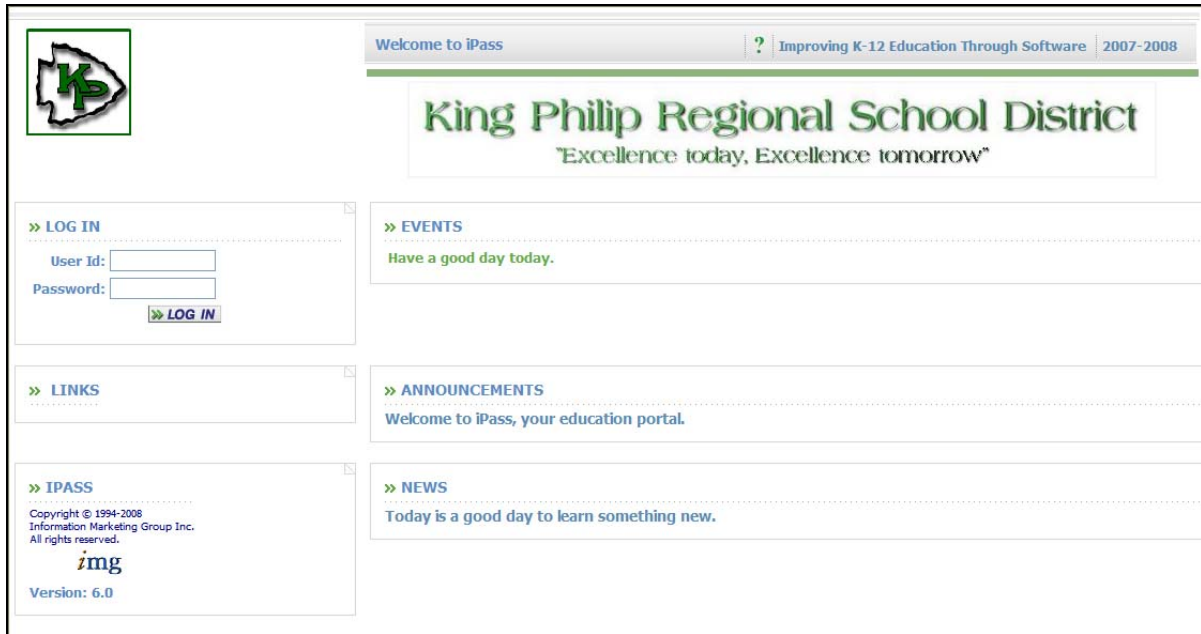 KP
Welcome to iPass
? Improving K-12 Education Through Software 2007-2008
King Philip Regional School District
"Excellence today, Excellence tomorrow"
» LOG IN
User Id:
Password:
» LOG IN
» EVENTS
Have a good day today.
» LINKS
» ANNOUNCEMENTS
Welcome to iPass, your education portal.
» IPASS
Copyright © 1994-2008
Information Marketing Group Inc.
All rights reserved.
img
Version: 6.0
» NEWS
Today is a good day to learn something new.